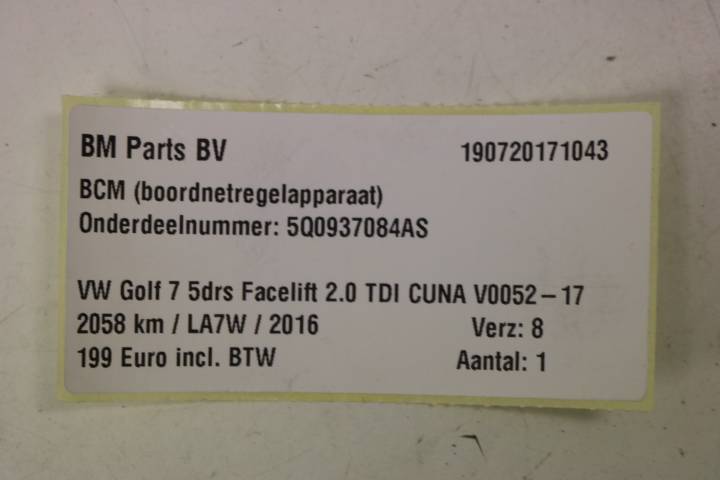 BM Parts BV 190720171043
BCM (boordnetregelapparaat)
Onderdeelnummer: 5Q0937084AS
VW Golf 7 5drs Facelift 2.0 TDI CUNA V0052-17
2058 km / LA7W / 2016 Verz: 8
199 Euro incl. BTW Aantal: 1